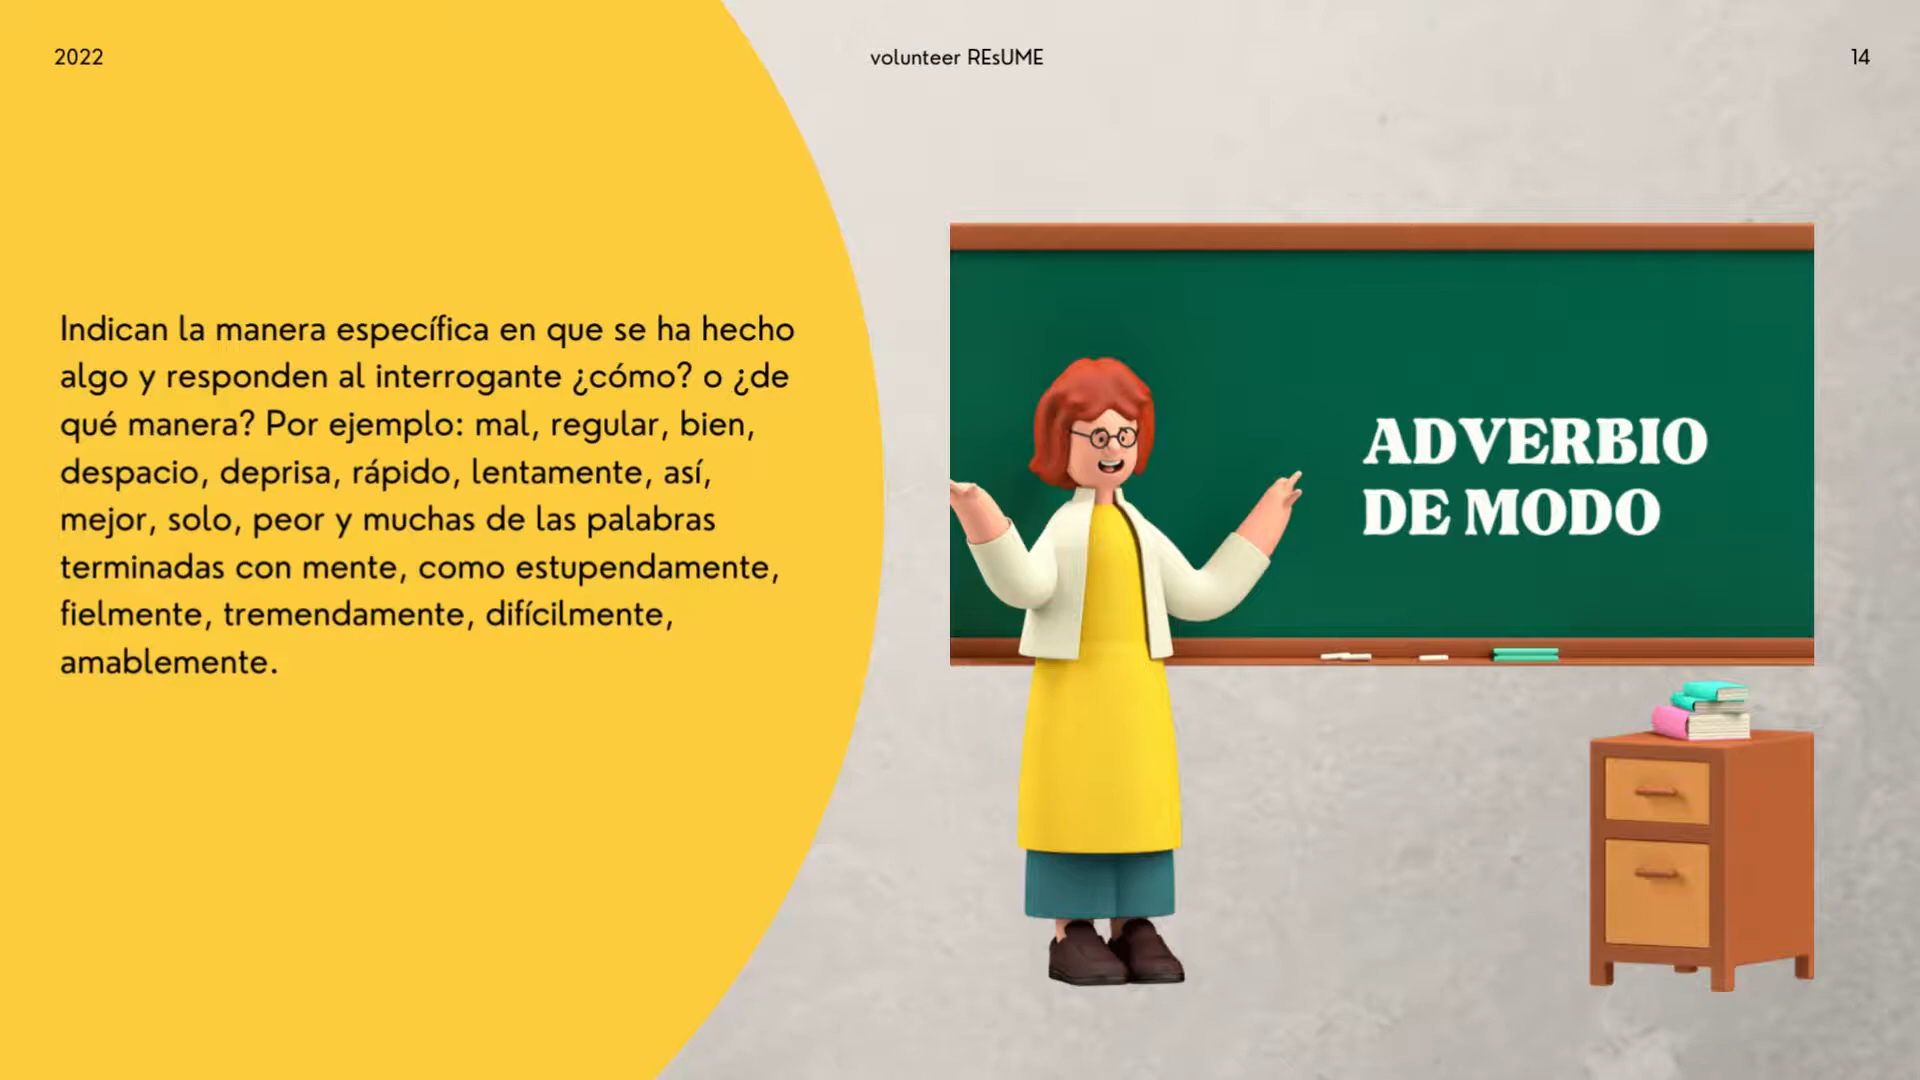 2022
volunteer REsUME
14
Indican la manera específica en que se ha hecho
algo y responden al interrogante ¿cómo? o ¿de
qué manera? Por ejemplo: mal, regular, bien,
despacio, deprisa, rápido, lentamente, así,
mejor, solo, peor y muchas de las palabras
terminadas con mente, como estupendamente,
fielmente, tremendamente, difícilmente,
amablemente.
ADVERBIO
DE MODO